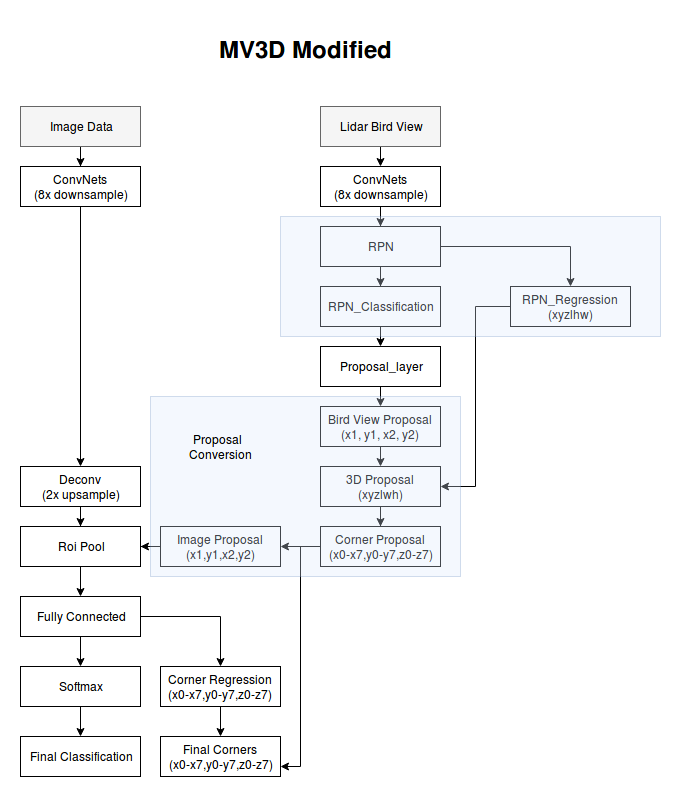 MV3D Modified
Image Data
Lidar Bird View
ConvNets
(8x downsample)
ConvNets
(8x downsample)
RPN
RPN_Classification
RPN_Regression
(xyzlhw)
Proposal_layer
Proposal
Conversion
Bird View Proposal
(x1, y1, x2, y2)
Deconv
(2x upsample)
3D Proposal
(xyzlwh)
Roi Pool
Image Proposal
(x1,y1,x2,y2)
Corner Proposal
(x0-x7,y0-y7,z0-z7)
Fully Connected
Softmax
Corner Regression
(x0-x7,y0-y7,z0-z7)
Final Classification
Final Corners
(x0-x7,y0-y7,z0-z7)